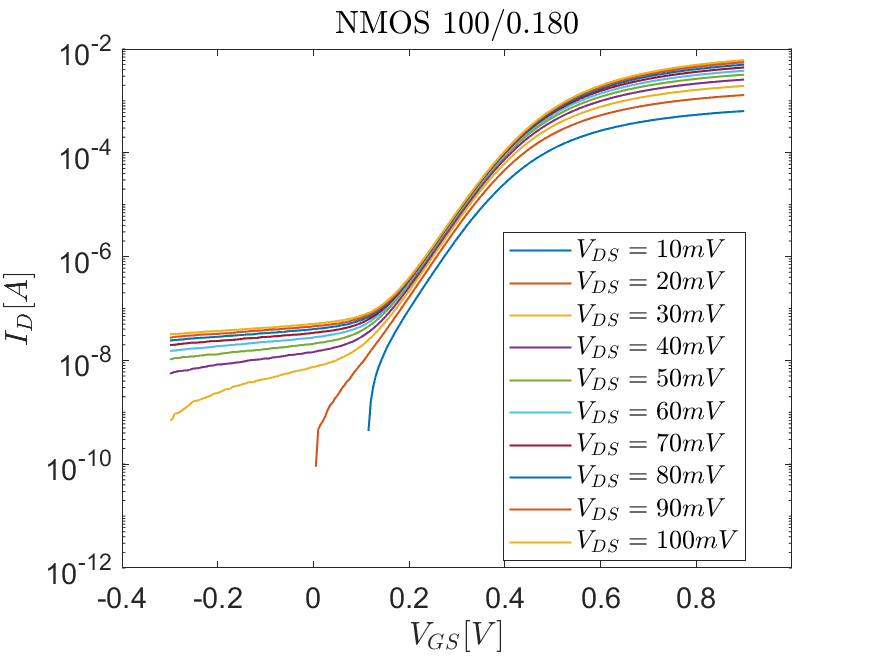 NMOS 100/0.180
10^-2
10^-4
10^-6
10^-8
10^-10
10^-12
I_D[A]
V_DS = 10mV
V_DS = 20mV
V_DS = 30mV
V_DS = 40mV
V_DS = 50mV
V_DS = 60mV
V_DS = 70mV
V_DS = 80mV
V_DS = 90mV
V_DS = 100mV
-0.4 -0.2 0 0.2 0.4 0.6 0.8
V_GS[V]